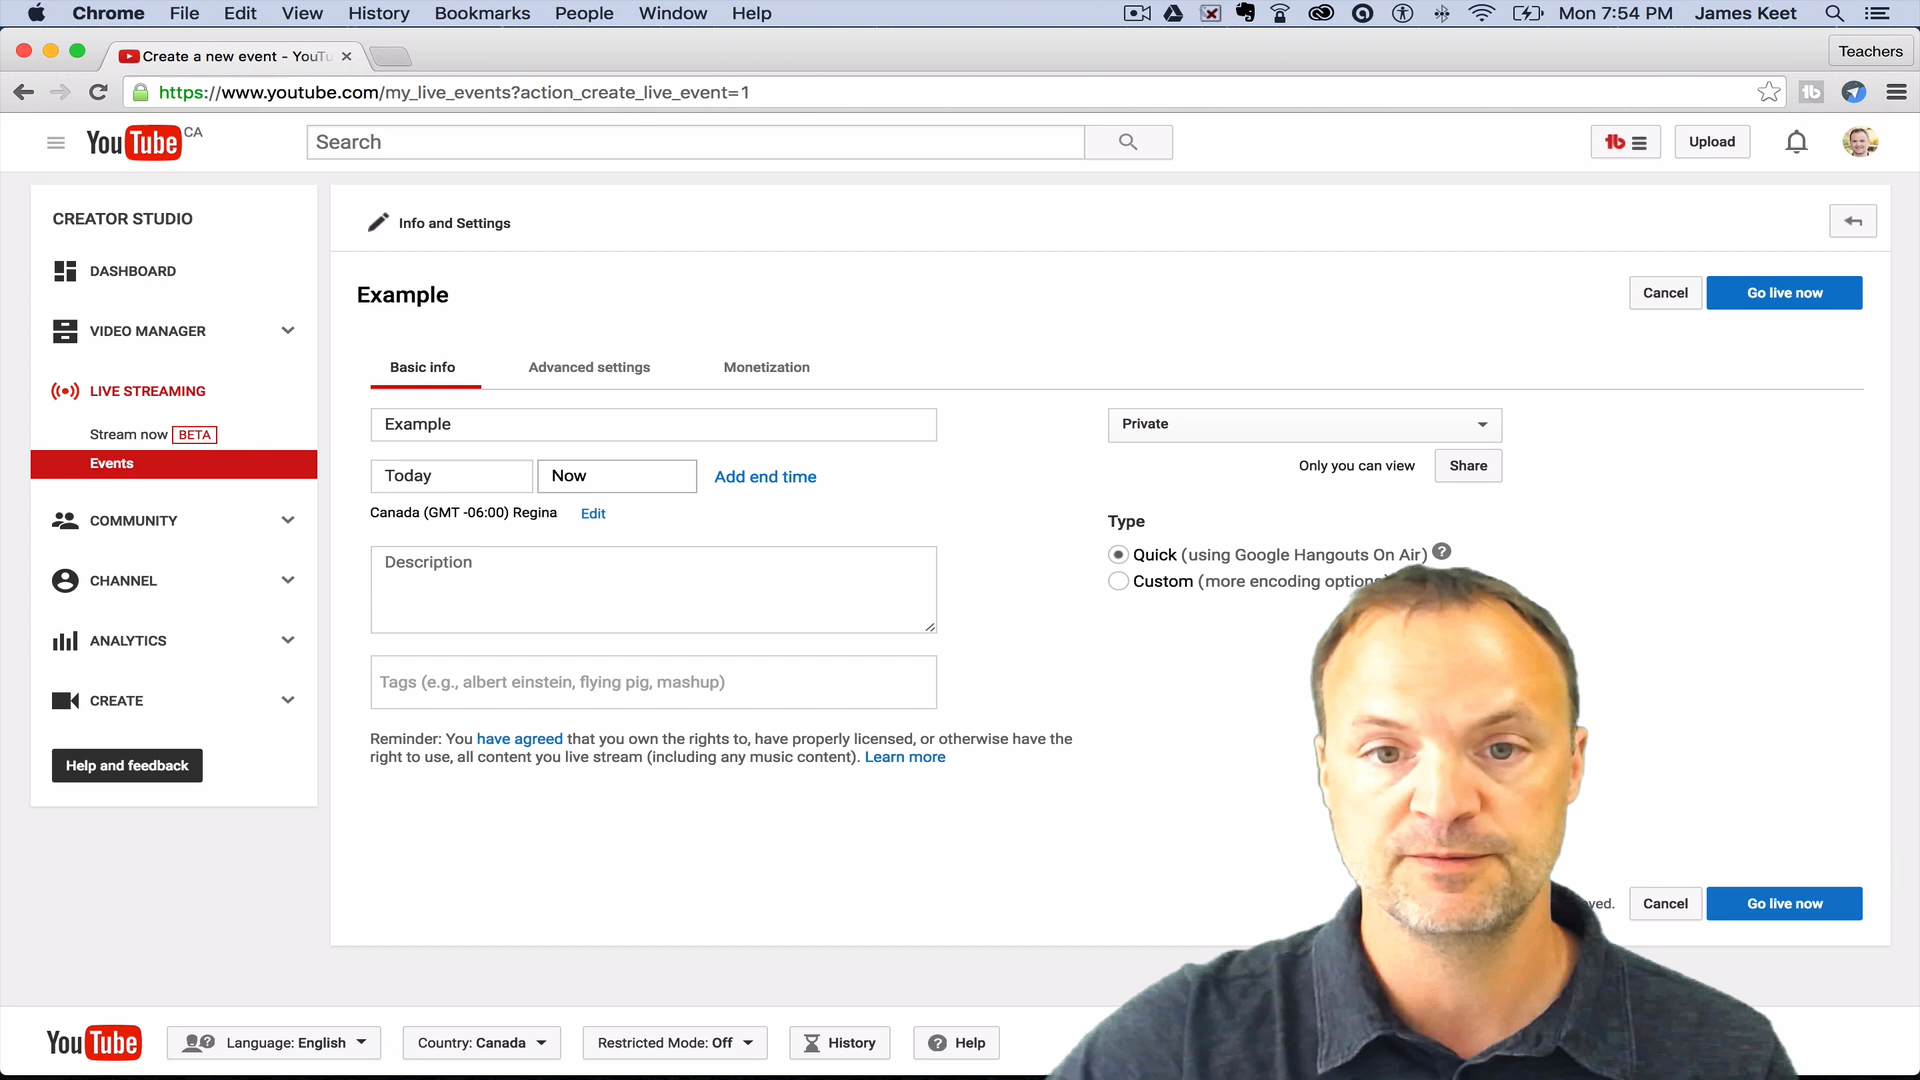 Chrome File Edit View History Bookmarks People Window Help Mon 7:54 PM James Keet
Create a new event - YouTu
Teachers
https://www.youtube.com/my_live_events?action_create_live_event=1
YouTube CA
Search
Upload
CREATOR STUDIO
DASHBOARD
VIDEO MANAGER
LIVE STREAMING
Stream now BETA
Events
COMMUNITY
CHANNEL
ANALYTICS
CREATE
Help and feedback
Info and Settings
Example
Cancel
Go live now
Basic info
Advanced settings
Monetization
Example
Today
Now
Add end time
Canada (GMT -06:00) Regina Edit
Description
Tags (e.g., albert einstein, flying pig, mashup)
Reminder: You have agreed that you own the rights to, have properly licensed, or otherwise have the
right to use, all content you live stream (including any music content). Learn more
Private
Only you can view
Share
Type
Quick (using Google Hangouts On Air) ?
Custom (more encoding options
Cancel
Go live now
YouTube
Language: English
Country: Canada
Restricted Mode: Off
History
Help